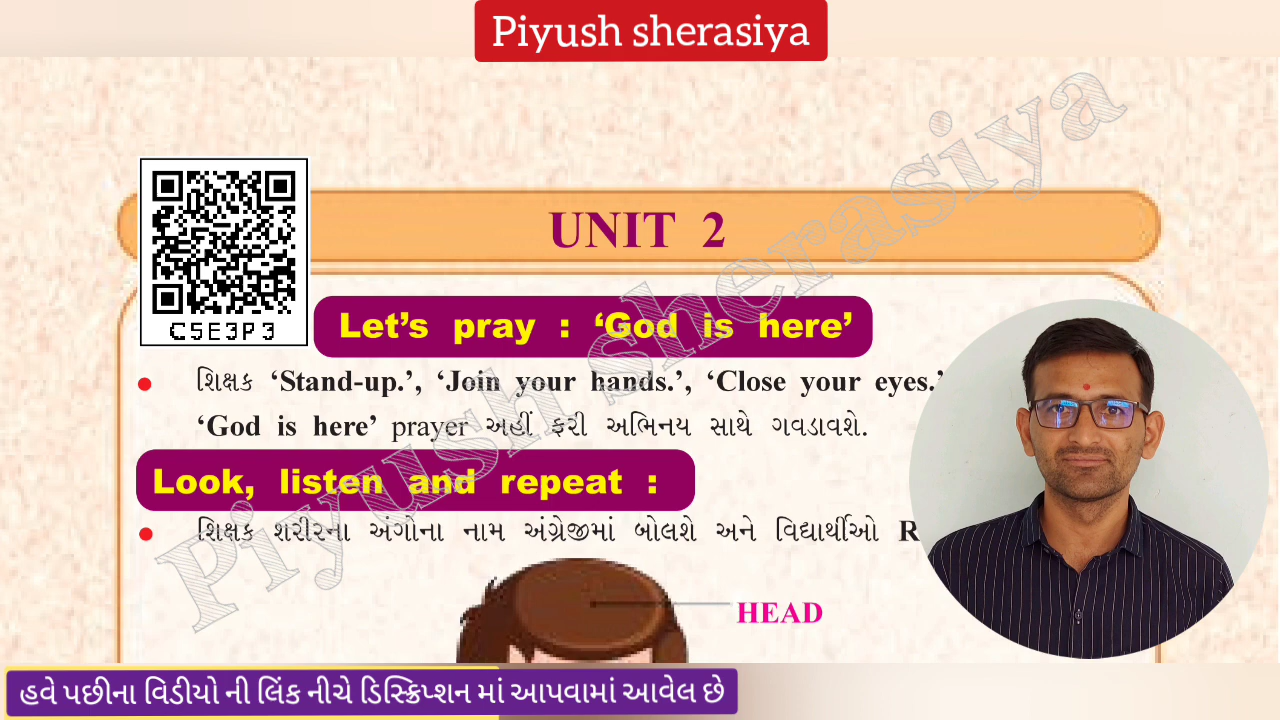 Piyush sherasiya
UNIT 2
C5E3P3
Let's pray : 'God is here'
શિક્ષક 'Stand-up.', 'Join your hands.', 'Close your eyes.'
'God is here' prayer અહીં ફરી અભિનય સાથે ગવડાવશે.
Look, listen and repeat :
શિક્ષક શરીરના અંગોના નામ અંગ્રેજીમાં બોલશે અને વિદ્યાર્થીઓ R
HEAD
Piyush sherasiya
હવે પછીના વિડીયો ની લિંક નીચે ડિસ્ક્રિપ્શન માં આપવામાં આવેલ છે